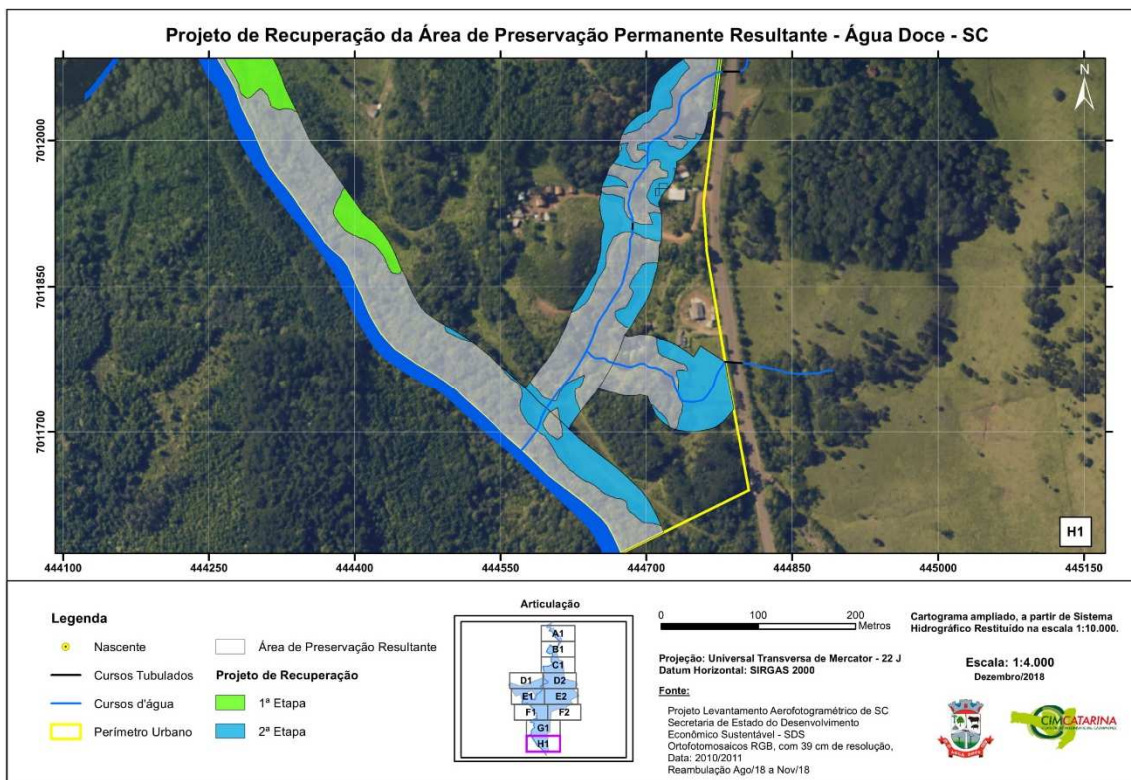 Projeto de Recuperação da Área de Preservação Permanente Resultante - Água Doce - SC
N
7012000
7011850
7011700
H1
444100
444250
444400
444550
444700
444850
445000
445150
Legenda
Nascente
Cursos Tubulados
Cursos d'água
Perímetro Urbano
Área de Preservação Resultante
Projeto de Recuperação
1ª Etapa
2ª Etapa
Articulação
A1
B1
C1
D1
D2
E1
E2
F1
F2
G1
H1
0 100 200
Metros
Projeção: Universal Transversa de Mercator - 22 J
Datum Horizontal: SIRGAS 2000
Fonte:
Projeto Levantamento Aerofotogramétrico de SC
Secretaria de Estado do Desenvolvimento
Econômico Sustentável - SDS
Ortofotomosaicos RGB, com 39 cm de resolução,
Data: 2010/2011
Reambulação Ago/18 a Nov/18
Cartograma ampliado, a partir de Sistema
Hidrográfico Restituído na escala 1:10.000.
Escala: 1:4.000
Dezembro/2018
CIMCATARINA